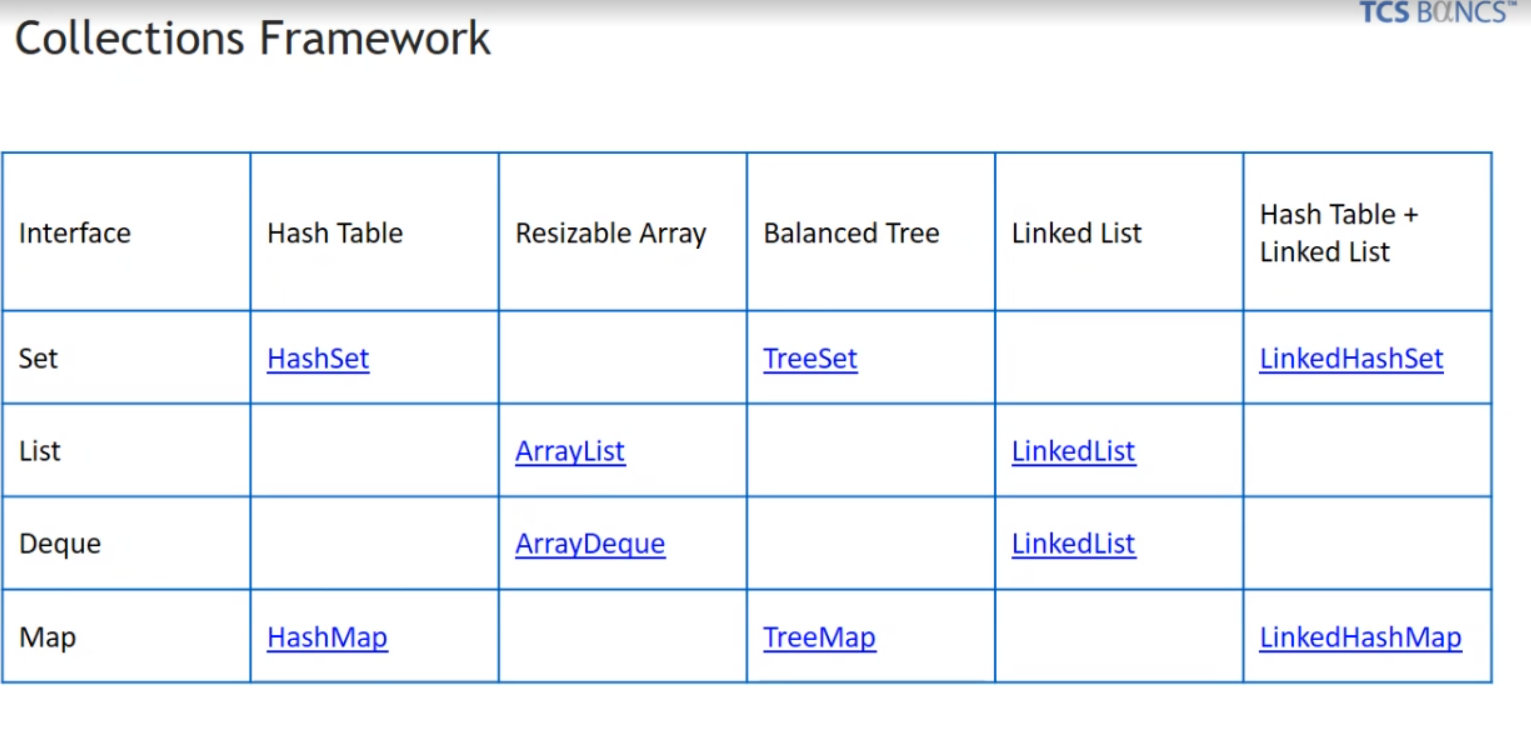 TCS BαNCS™
Collections Framework
Interface
Hash Table
Resizable Array
Balanced Tree
Linked List
Hash Table +
Linked List
Set
HashSet
TreeSet
LinkedHashSet
List
ArrayList
LinkedList
Deque
ArrayDeque
LinkedList
Map
HashMap
TreeMap
LinkedHashMap